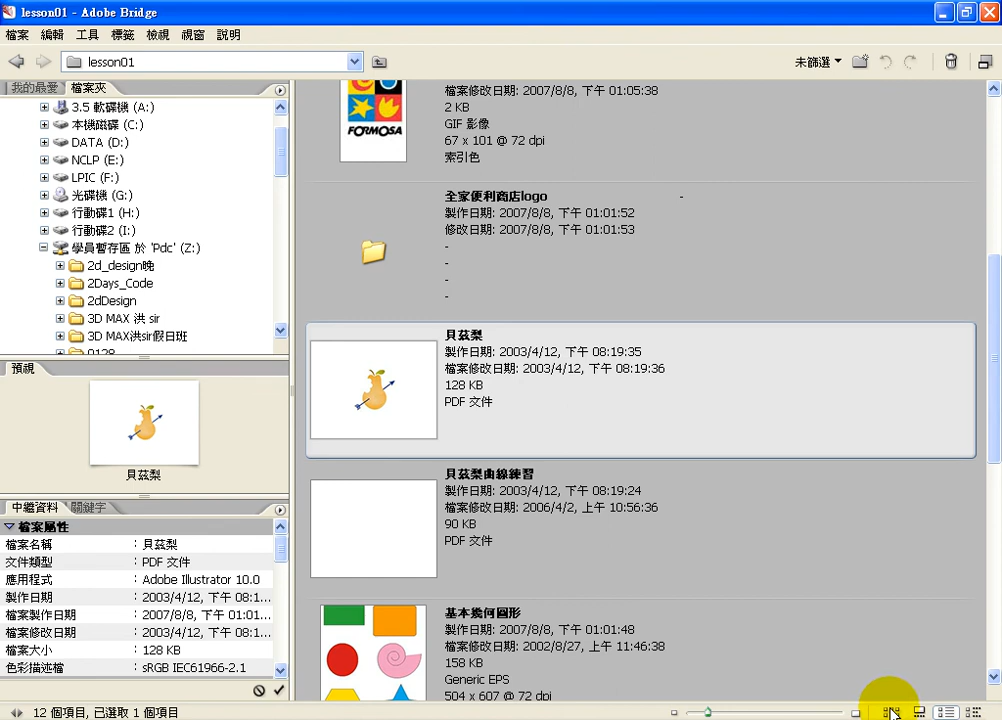 lesson01 - Adobe Bridge
檔案 編輯 工具 標籤 檢視 視窗 說明
lesson01
未篩選
我的最愛 檔案夾
3.5 軟碟機 (A:)
本機磁碟 (C:)
DATA (D:)
NCLP (E:)
LPIC (F:)
光碟機 (G:)
行動碟1 (H:)
行動碟2 (I:)
學員暫存區 於 'Pdc' (Z:)
2d_design晚
2Days_Code
2dDesign
3D MAX 洪 sir
3D MAX洪sir假日班
0128
預視
貝茲梨
中繼資料 關鍵字
檔案屬性
檔案名稱 : 貝茲梨
文件類型 : PDF 文件
應用程式 : Adobe Illustrator 10.0
製作日期 : 2003/4/12, 下午 08:1...
檔案製作日期 : 2007/8/8, 下午 01:01...
檔案修改日期 : 2003/4/12, 下午 08:1...
檔案大小 : 128 KB
色彩描述檔 : sRGB IEC61966-2.1
FORMOSA
檔案修改日期: 2007/8/8, 下午 01:05:38
2 KB
GIF 影像
67 x 101 @ 72 dpi
索引色
全家便利商店logo -
製作日期: 2007/8/8, 下午 01:01:52
修改日期: 2007/8/8, 下午 01:01:53
-
-
-
-
貝茲梨
製作日期: 2003/4/12, 下午 08:19:35
檔案修改日期: 2003/4/12, 下午 08:19:36
128 KB
PDF 文件
貝茲梨曲線練習
製作日期: 2003/4/12, 下午 08:19:24
檔案修改日期: 2006/4/2, 上午 10:56:36
90 KB
PDF 文件
基本幾何圖形
製作日期: 2007/8/8, 下午 01:01:48
檔案修改日期: 2002/8/27, 上午 11:46:38
158 KB
Generic EPS
504 x 607 @ 72 dpi
12 個項目, 已選取 1 個項目